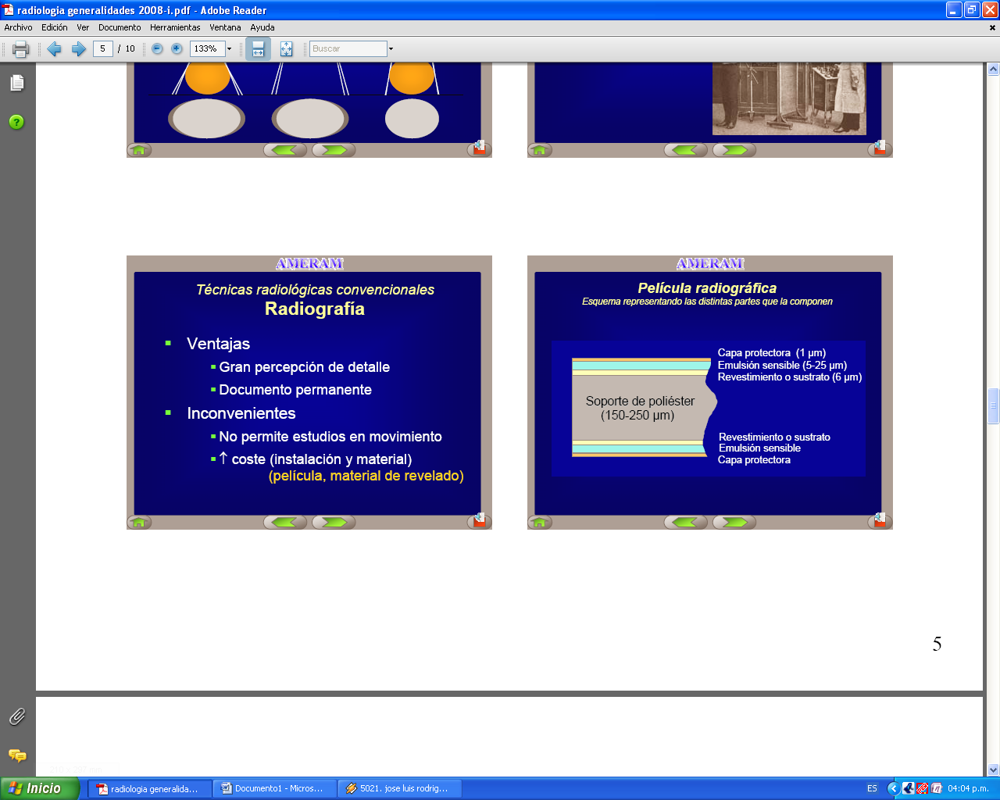 radiologia generalidades 2008-i.pdf - Adobe Reader
Archivo Edición Ver Documento Herramientas Ventana Ayuda
5 / 10 133% Buscar
AMERAM
Técnicas radiológicas convencionales
Radiografía
Ventajas
Gran percepción de detalle
Documento permanente
Inconvenientes
No permite estudios en movimiento
↑ coste (instalación y material)
(película, material de revelado)
AMERAM
Película radiográfica
Esquema representando las distintas partes que la componen
Capa protectora (1 µm)
Emulsión sensible (5-25 µm)
Revestimiento o sustrato (6 µm)
Soporte de poliéster
(150-250 µm)
Revestimiento o sustrato
Emulsión sensible
Capa protectora
5
Inicio radiologia generalida... Documento1 - Micros... 5021. jose luis rodrig... ES 04:04 p.m.